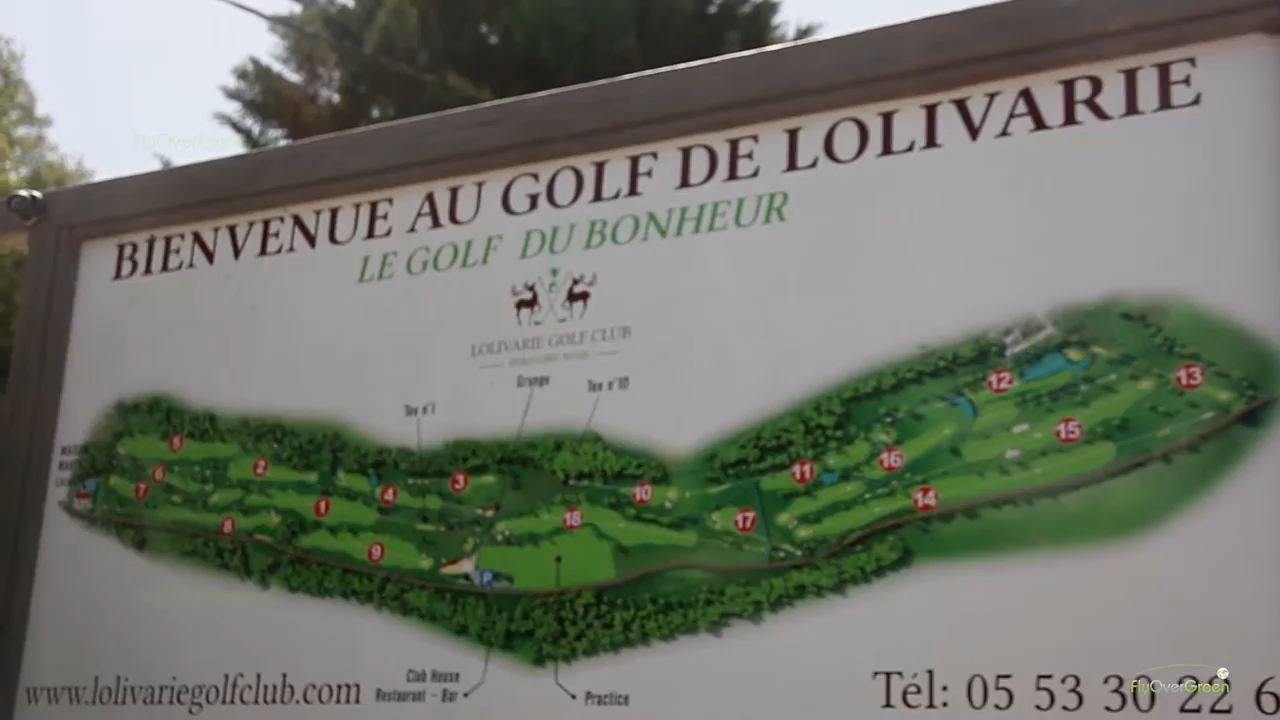 BIENVENUE AU GOLF DE LOLIVARIE
LE GOLF DU BONHEUR
LOLIVARIE GOLF CLUB
Tee n°1
Grange
Tee n°10
5
6
7
2
1
4
3
8
9
18
10
17
11
16
12
15
14
13
P
Club House
Restaurant - Bar
Practice
www.lolivariegolfclub.com
Tél: 05 53 30 22 6
FlyOverGreen
FlyOverGreen